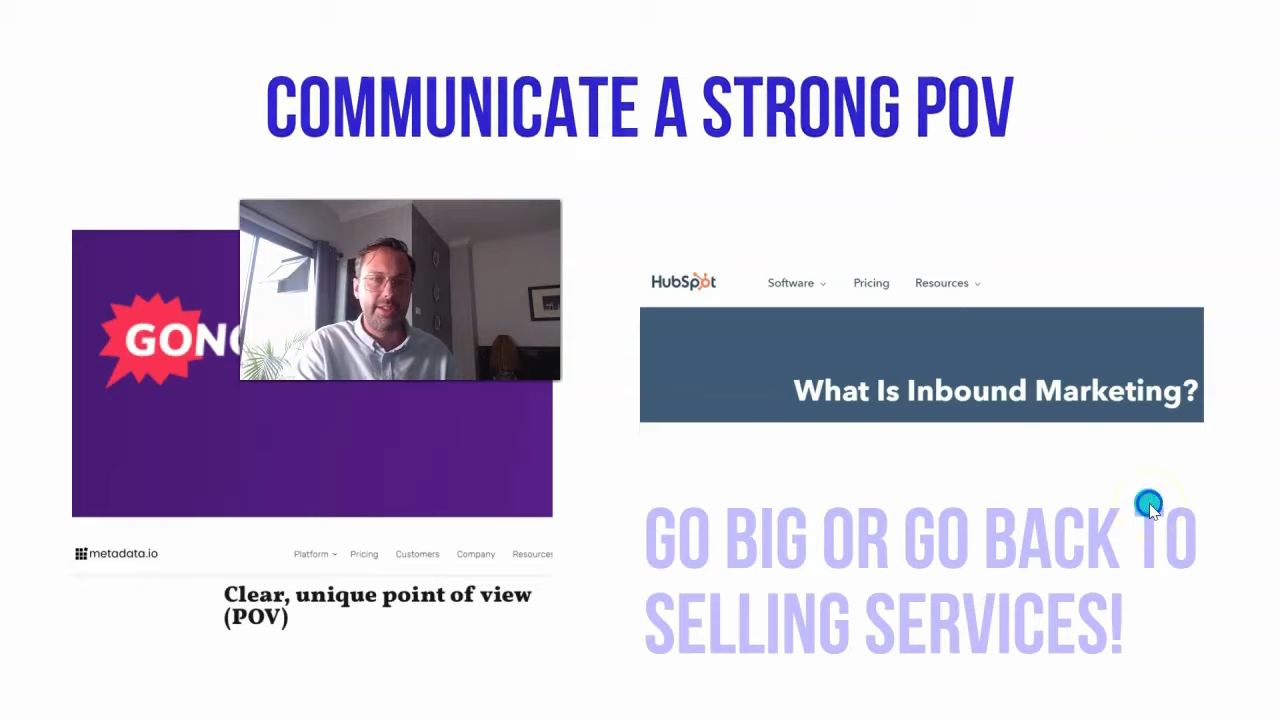 COMMUNICATE A STRONG POV
GONG
HubSpot
Software
Pricing
Resources
What Is Inbound Marketing?
metadata.io
Platform
Pricing
Customers
Company
Resources
Clear, unique point of view
(POV)
GO BIG OR GO BACK TO
SELLING SERVICES!